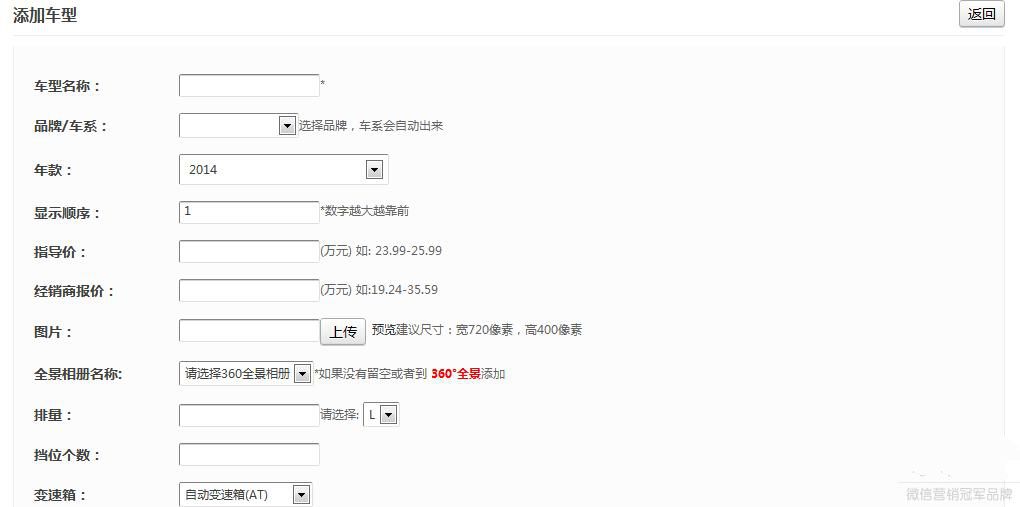 添加车型 返回
车型名称： *
品牌/车系： 选择品牌，车系会自动出来
年款： 2014
显示顺序： 1 *数字越大越靠前
指导价： (万元) 如: 23.99-25.99
经销商报价： (万元) 如:19.24-35.59
图片： 上传 预览建议尺寸：宽720像素，高400像素
全景相册名称: 请选择360全景相册 *如果没有留空或者到 360°全景添加
排量： 请选择: L
挡位个数：
变速箱： 自动变速箱(AT)
微信营销冠军品牌